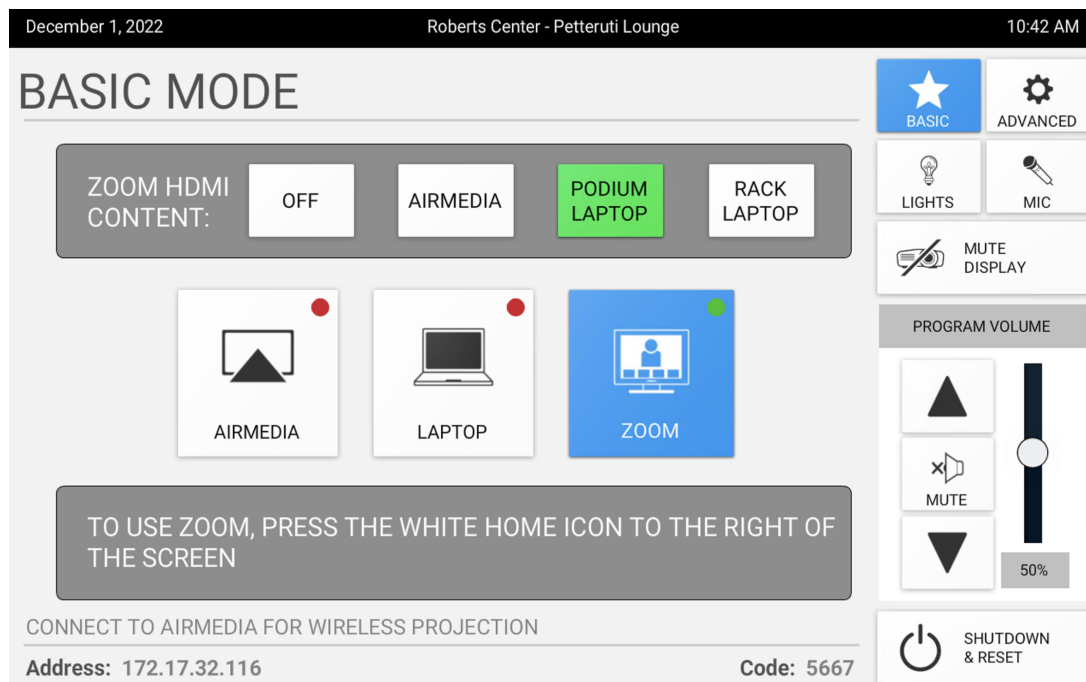 December 1, 2022
Roberts Center - Petteruti Lounge
10:42 AM
BASIC MODE
BASIC
ADVANCED
ZOOM HDMI
CONTENT:
OFF
AIRMEDIA
PODIUM
LAPTOP
RACK
LAPTOP
LIGHTS
MIC
MUTE
DISPLAY
AIRMEDIA
LAPTOP
ZOOM
PROGRAM VOLUME
MUTE
50%
TO USE ZOOM, PRESS THE WHITE HOME ICON TO THE RIGHT OF
THE SCREEN
CONNECT TO AIRMEDIA FOR WIRELESS PROJECTION
Address: 172.17.32.116
Code: 5667
SHUTDOWN
& RESET